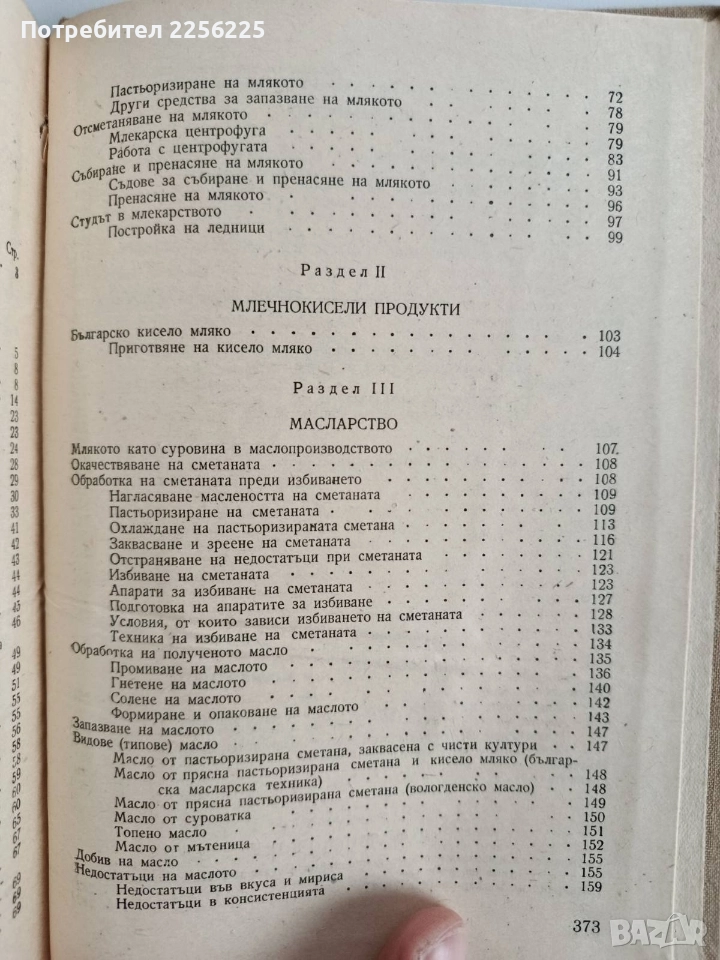 Потребител 2256225
Пастьоризиране на млякото . . . . . . . . 72
Други средства за запазване на млякото . . . . . . 78
Отсметаняване на млякото . . . . . . . . 79
Млекарска центрофуга . . . . . . . . 79
Работа с центрофугата . . . . . . . . 83
Събиране и пренасяне на млякото . . . . . . . . 91
Съдове за събиране и пренасяне на млякото . . . . . 93
Пренасяне на млякото . . . . . . . . 96
Студът в млекарството . . . . . . . . 97
Постройка на ледници . . . . . . . . 99
Раздел II
МЛЕЧНОКИСЕЛИ ПРОДУКТИ
Българско кисело мляко . . . . . . . . 103
Приготвяне на кисело мляко . . . . . . . . 104
Раздел III
МАСЛАРСТВО
Млякото като суровина в маслопроизводството . . . . . . 107
Окачествяване на сметаната . . . . . . . . 108
Обработка на сметаната преди избиването . . . . . . 108
Нагласяване маслеността на сметаната . . . . . . 109
Пастьоризиране на сметаната . . . . . . . . 109
Охлаждане на пастьоризираната сметана . . . . . . 113
Заквасване и зреене на сметаната . . . . . . . 116
Отстраняване на недостатъци при сметаната . . . . . 121
Избиване на сметаната . . . . . . . . 123
Апарати за избиване на сметаната . . . . . . . 123
Подготовка на апаратите за избиване . . . . . . 127
Условия, от които зависи избиването на сметаната . . . . 128
Техника на избиване на сметаната . . . . . . . 133
Обработка на полученото масло . . . . . . . . 134
Промиване на маслото . . . . . . . . 135
Гнетене на маслото . . . . . . . . 136
Солене на маслото . . . . . . . . 140
Формиране и опаковане на маслото . . . . . . . 142
Запазване на маслото . . . . . . . . 143
Видове (типове) масло . . . . . . . . 147
Масло от пастьоризирана сметана, заквасена с чисти култури . . 147
Масло от прясна пастьоризирана сметана и кисело мляко (българ-
ска масларска техника) . . . . . . . . 148
Масло от прясна пастьоризирана сметана (вологденско масло) . . 148
Масло от суроватка . . . . . . . . 149
Топено масло . . . . . . . . 150
Масло от мътеница . . . . . . . . 151
Добив на масло . . . . . . . . 152
Недостатъци на маслото . . . . . . . . 155
Недостатъци във вкуса и мириса . . . . . . . 155
Недостатъци в консистенцията . . . . . . . 159
373
BAZAR